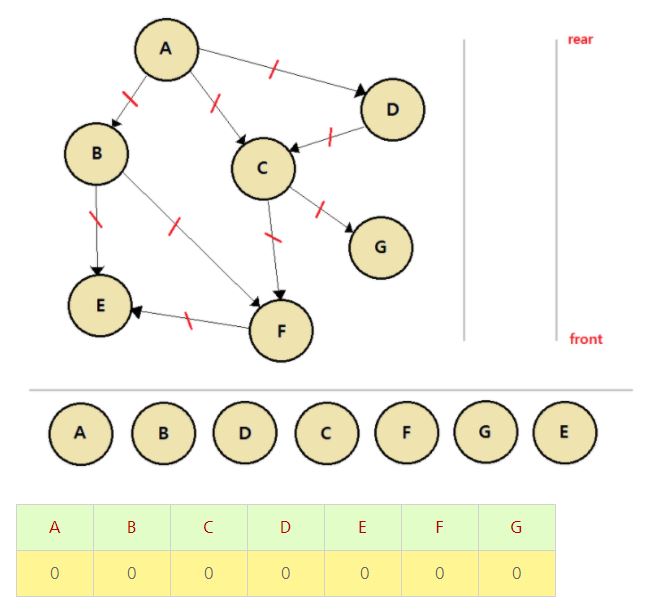 A
rear
D
B
C
G
E
F
front
A B D C F G E
A B C D E F G
0 0 0 0 0 0 0